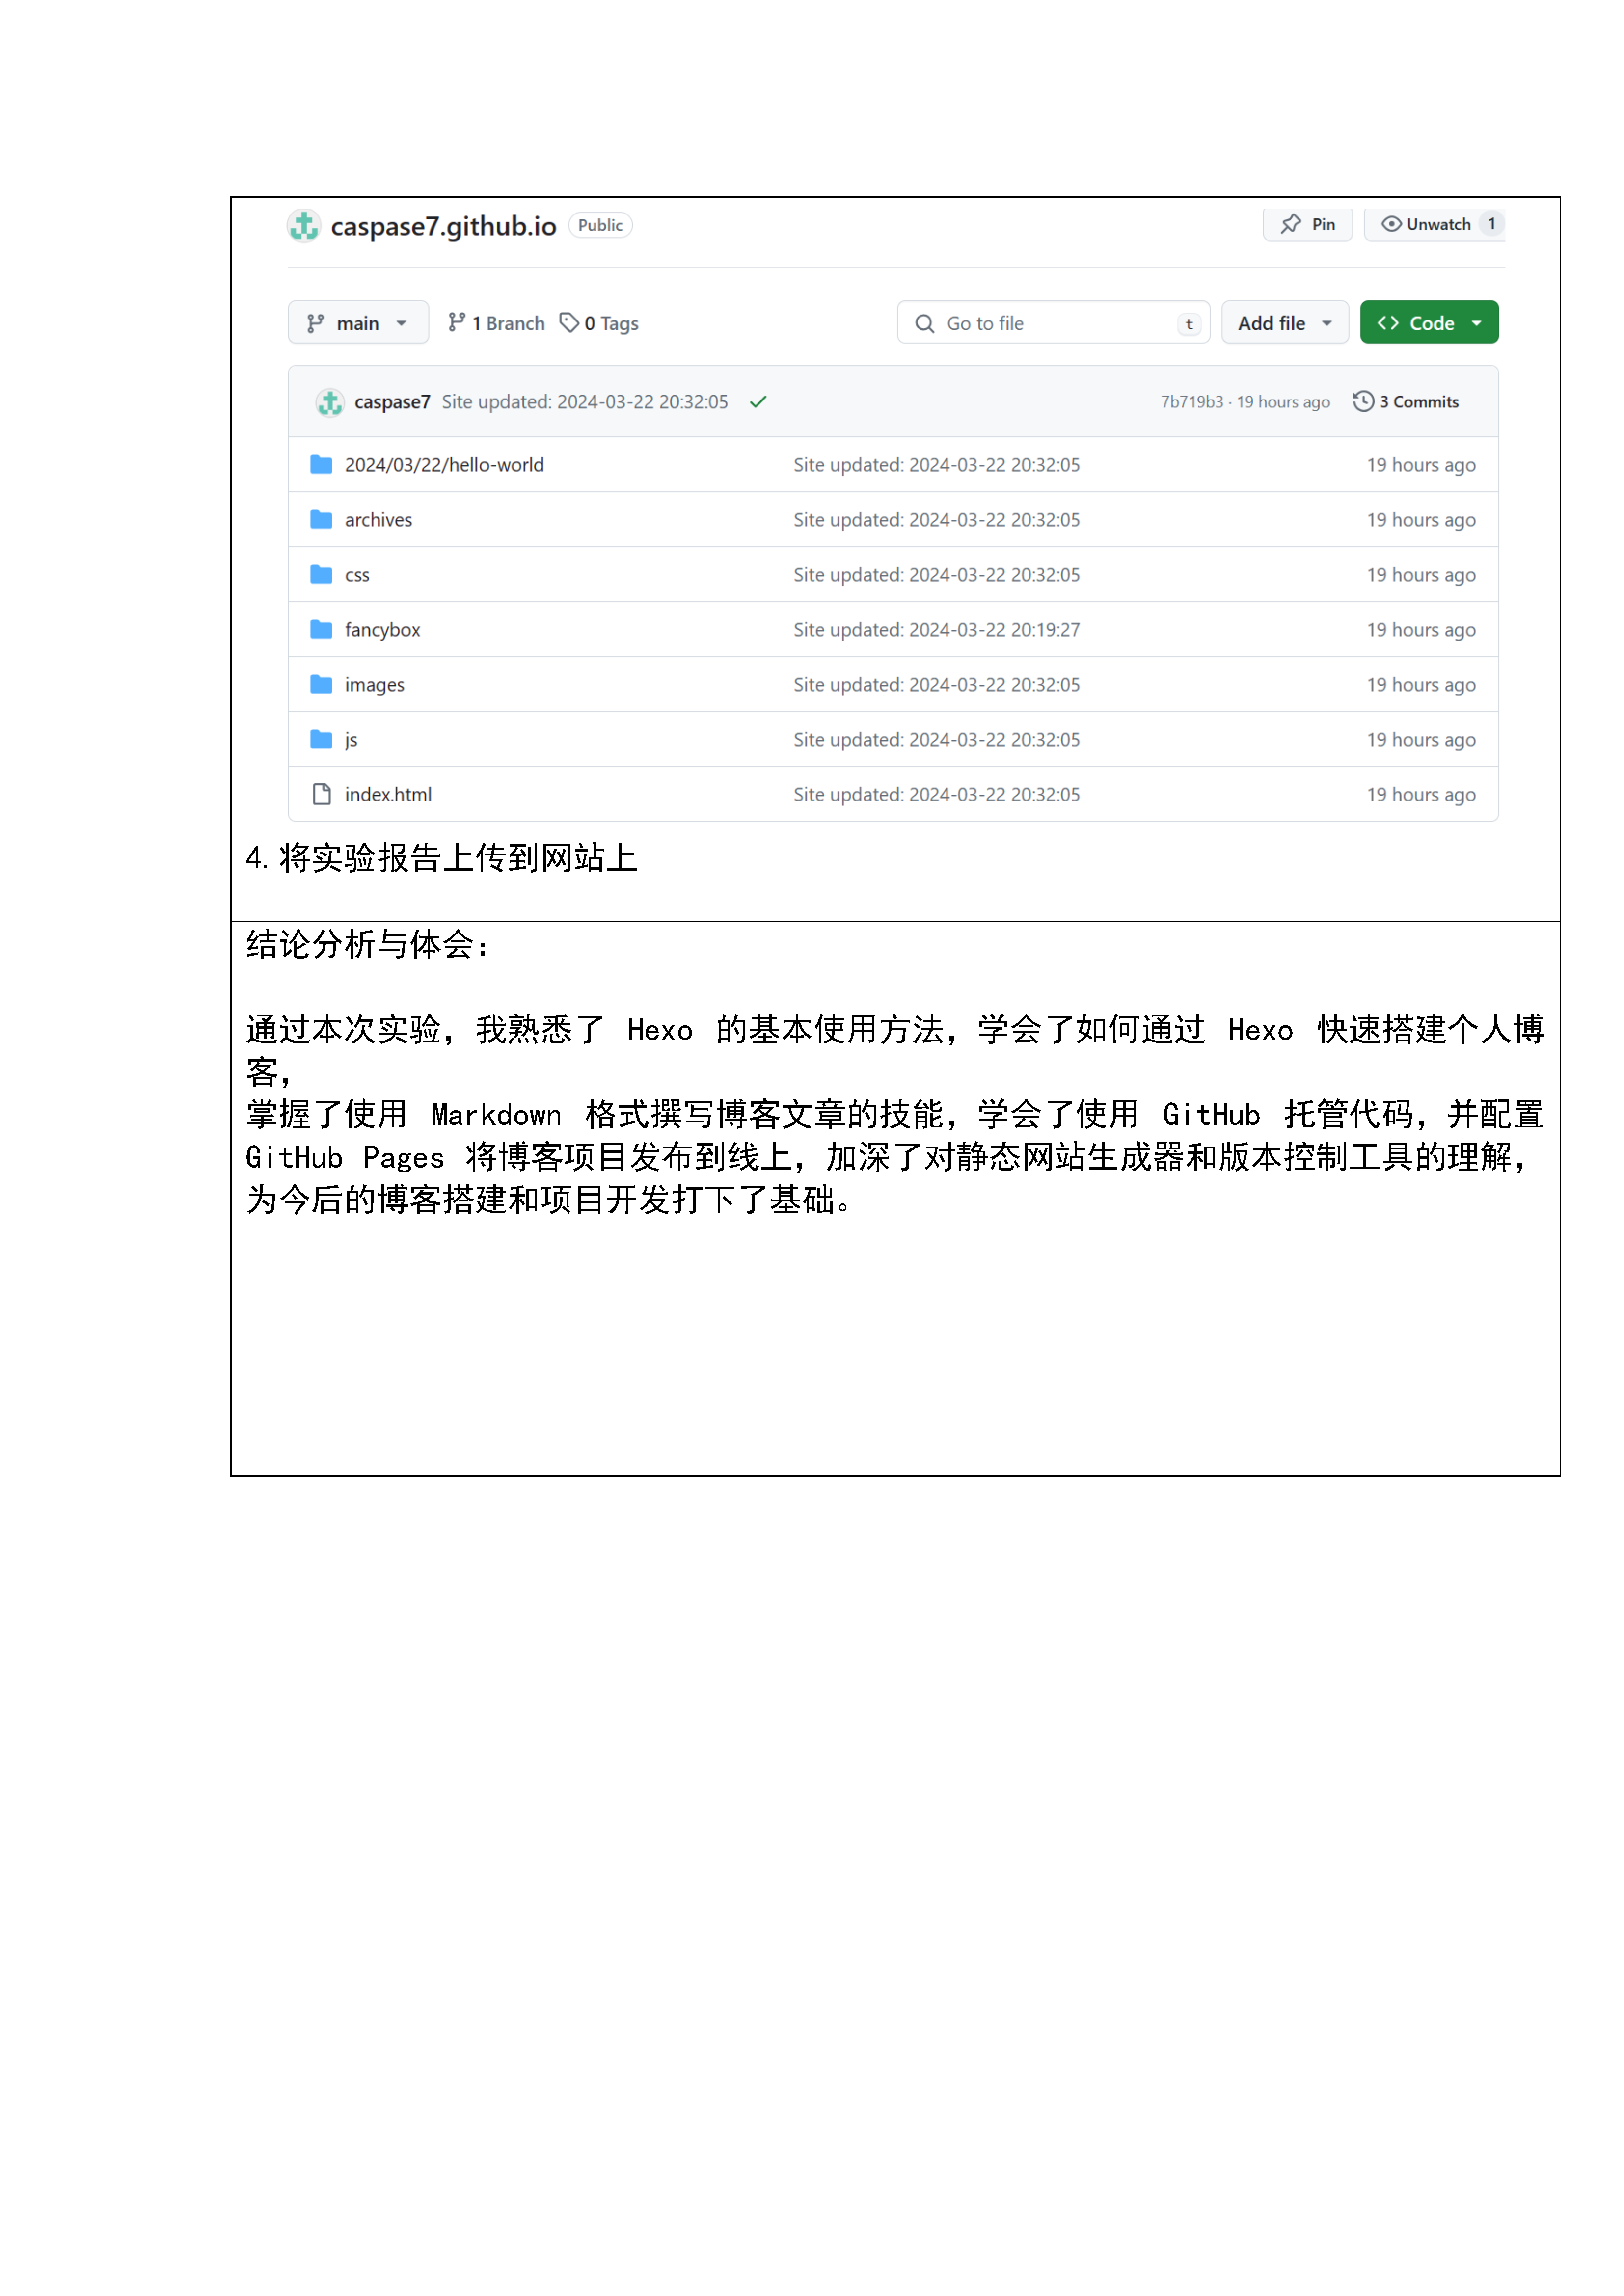 caspase7.github.io Public Pin Unwatch 1
main 1 Branch 0 Tags Go to file t Add file Code
caspase7 Site updated: 2024-03-22 20:32:05 7b719b3 · 19 hours ago 3 Commits
2024/03/22/hello-world Site updated: 2024-03-22 20:32:05 19 hours ago
archives Site updated: 2024-03-22 20:32:05 19 hours ago
css Site updated: 2024-03-22 20:32:05 19 hours ago
fancybox Site updated: 2024-03-22 20:19:27 19 hours ago
images Site updated: 2024-03-22 20:32:05 19 hours ago
js Site updated: 2024-03-22 20:32:05 19 hours ago
index.html Site updated: 2024-03-22 20:32:05 19 hours ago
4. 将实验报告上传到网站上
结论分析与体会：
通过本次实验，我熟悉了 Hexo 的基本使用方法，学会了如何通过 Hexo 快速搭建个人博
客，
掌握了使用 Markdown 格式撰写博客文章的技能，学会了使用 GitHub 托管代码，并配置
GitHub Pages 将博客项目发布到线上，加深了对静态网站生成器和版本控制工具的理解，
为今后的博客搭建和项目开发打下了基础。